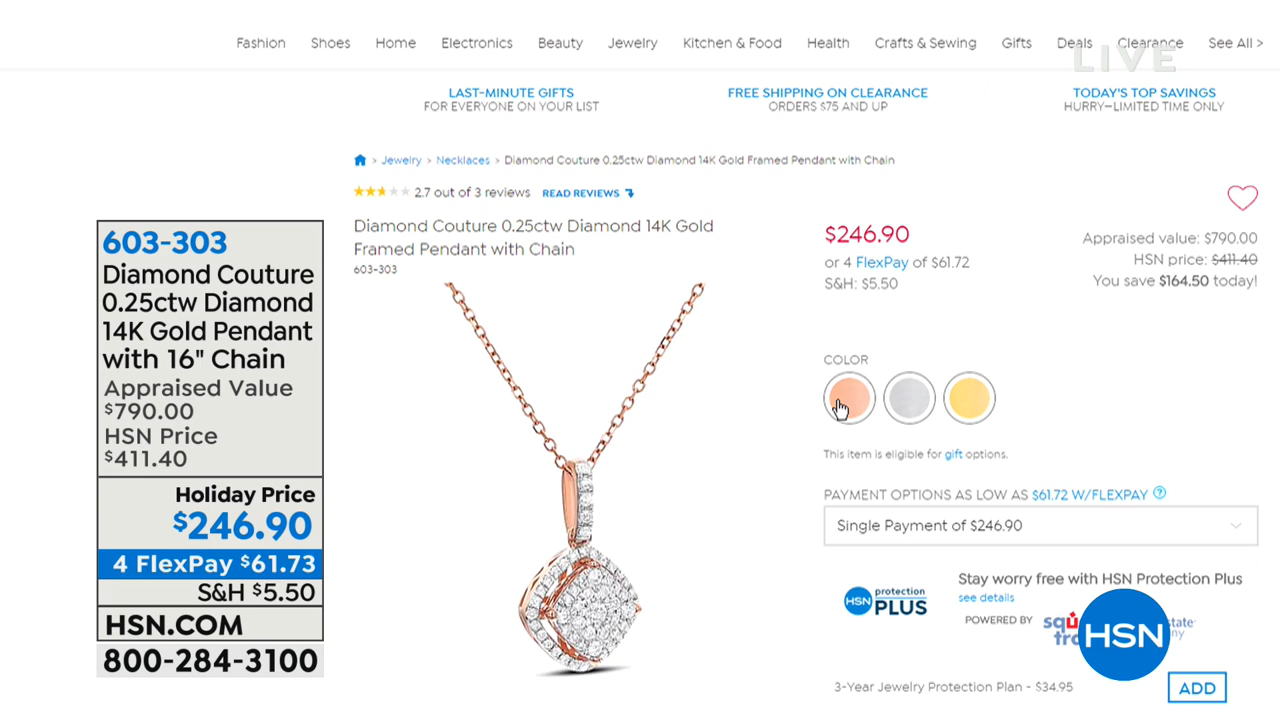 Fashion Shoes Home Electronics Beauty Jewelry Kitchen & Food Health Crafts & Sewing Gifts Deals Clearance See All >
LIVE
LAST-MINUTE GIFTS
FOR EVERYONE ON YOUR LIST
FREE SHIPPING ON CLEARANCE
ORDERS $75 AND UP
TODAY'S TOP SAVINGS
HURRY—LIMITED TIME ONLY
> Jewelry > Necklaces > Diamond Couture 0.25ctw Diamond 14K Gold Framed Pendant with Chain
2.7 out of 3 reviews READ REVIEWS
Diamond Couture 0.25ctw Diamond 14K Gold
Framed Pendant with Chain
603-303
$246.90
or 4 FlexPay of $61.72
S&H: $5.50
Appraised value: $790.00
HSN price: $411.40
You save $164.50 today!
COLOR
This item is eligible for gift options.
PAYMENT OPTIONS AS LOW AS $61.72 W/FLEXPAY ?
Single Payment of $246.90
HSN protection
PLUS
Stay worry free with HSN Protection Plus
see details
POWERED BY
HSN
3-Year Jewelry Protection Plan - $34.95
ADD
603-303
Diamond Couture
0.25ctw Diamond
14K Gold Pendant
with 16" Chain
Appraised Value
$790.00
HSN Price
$411.40
Holiday Price
$246.90
4 FlexPay $61.73
S&H $5.50
HSN.COM
800-284-3100